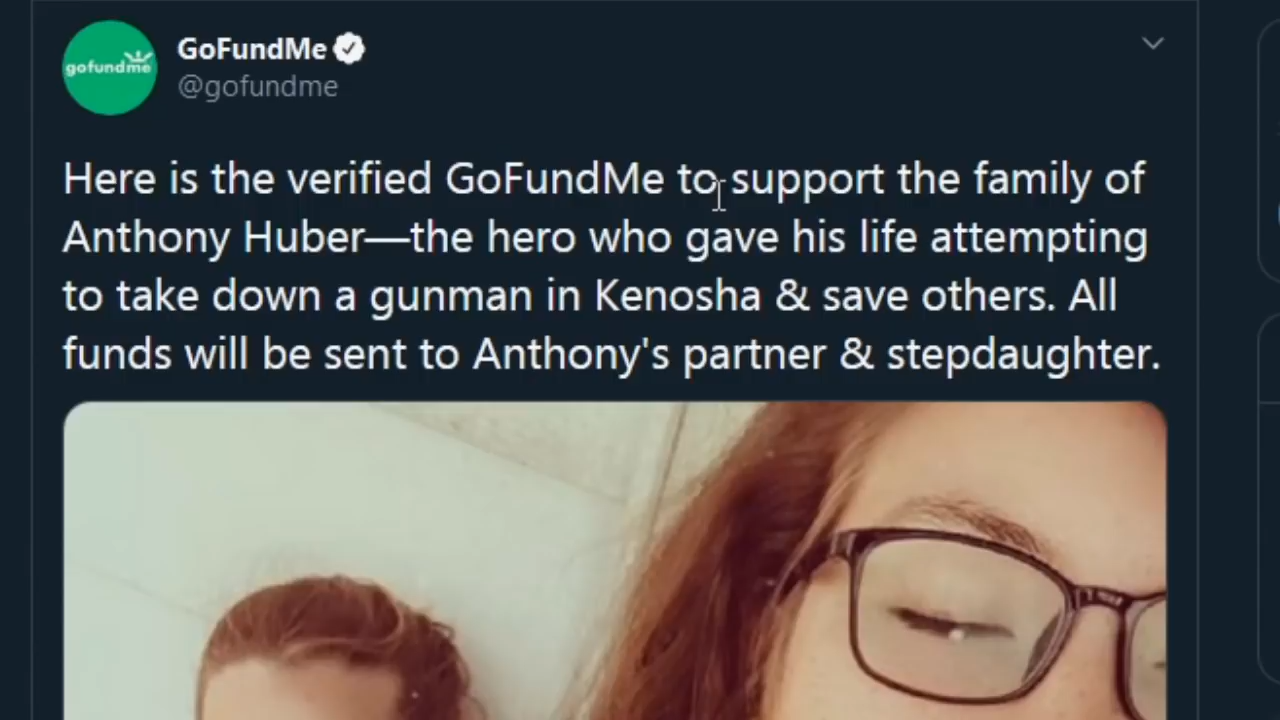 gofundme
GoFundMe
@gofundme
Here is the verified GoFundMe to support the family of
Anthony Huber—the hero who gave his life attempting
to take down a gunman in Kenosha & save others. All
funds will be sent to Anthony's partner & stepdaughter.